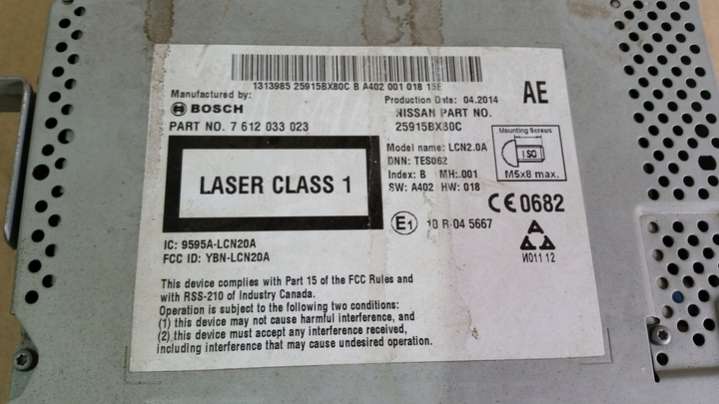 1313985 25915BX80C B A402 001 018 15E
Manufactured by:
BOSCH
PART NO. 7 612 033 023
LASER CLASS 1
IC: 9595A-LCN20A
FCC ID: YBN-LCN20A
This device complies with Part 15 of the FCC Rules and
with RSS-210 of Industry Canada.
Operation is subject to the following two conditions:
(1) this device may not cause harmful interference, and
(2) this device must accept any interference received,
including interference that may cause undesired operation.
Production Date: 04.2014
NISSAN PART NO.
25915BX80C
AE
Model name: LCN2.0A
DNN: TES062
Index: B MH: 001
SW: A402 HW: 018
Mounting Screws
ISO
M5x8 max.
CE0682
E1 10 R-04 5667
И011 12